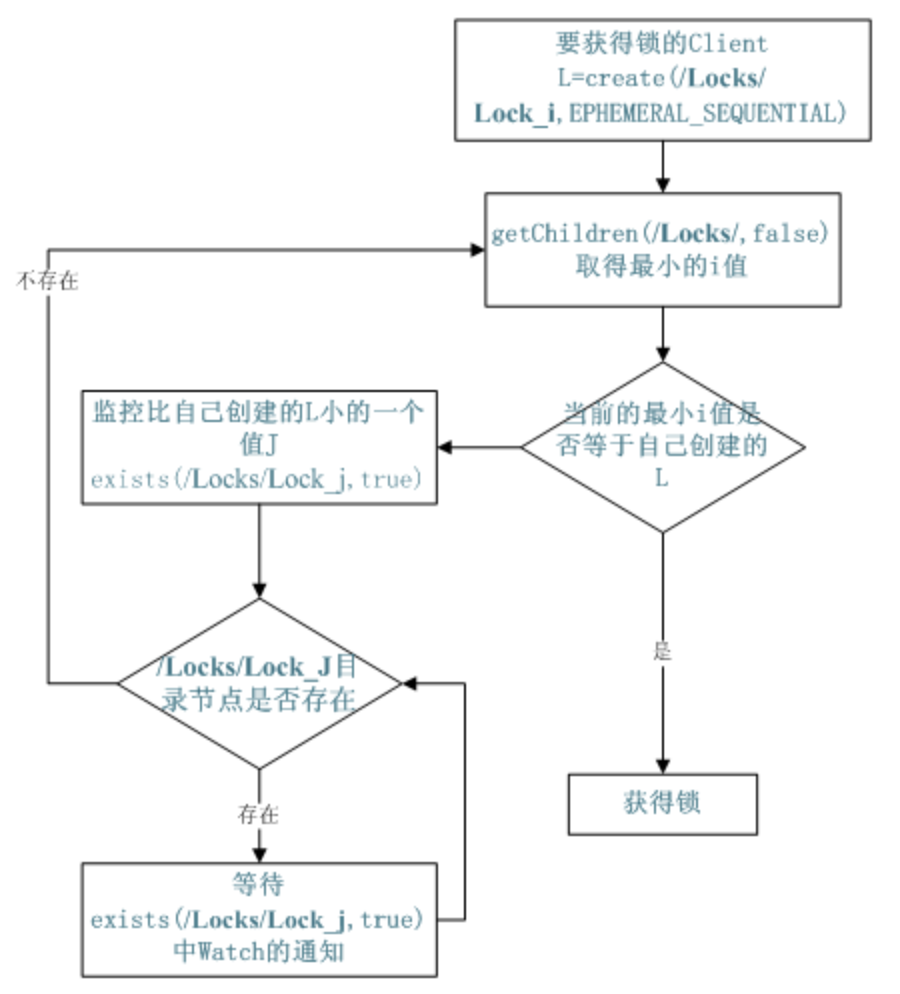 要获得锁的Client
L=create(/Locks/
Lock_i,EPHEMERAL_SEQUENTIAL)
getChildren(/Locks/,false)
取得最小的i值
不存在
当前的最小i值是
否等于自己创建的
L
监控比自己创建的L小的一个
值J
exists(/Locks/Lock_j,true)
/Locks/Lock_J目
录节点是否存在
是
存在
获得锁
等待
exists(/Locks/Lock_j,true)
中Watch的通知